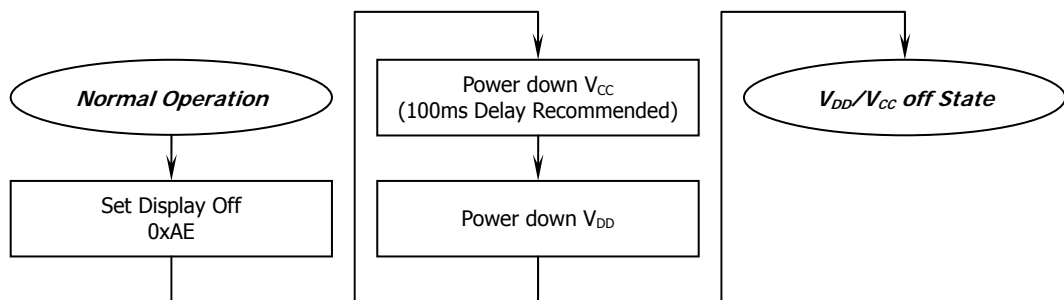 Normal Operation
Set Display Off
0xAE
Power down VCC
(100ms Delay Recommended)
Power down VDD
VDD/VCC off State